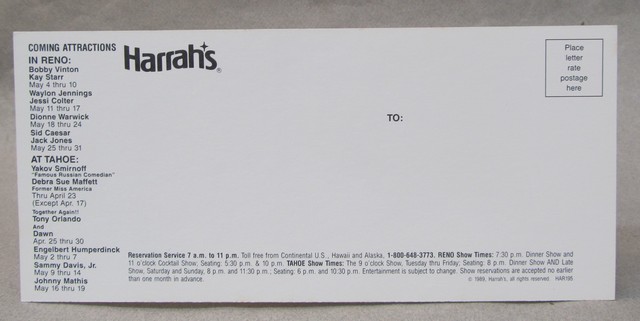 COMING ATTRACTIONS
IN RENO:
Bobby Vinton
Kay Starr
May 4 thru 10
Waylon Jennings
Jessi Colter
May 11 thru 17
Dionne Warwick
May 18 thru 24
Sid Caesar
Jack Jones
May 25 thru 31
AT TAHOE:
Yakov Smirnoff
"Famous Russian Comedian"
Debra Sue Maffett
Former Miss America
Thru April 23
(Except Apr. 17)
Together Again!!
Tony Orlando
And
Dawn
Apr. 25 thru 30
Engelbert Humperdinck
May 2 thru 7
Sammy Davis, Jr.
May 9 thru 14
Johnny Mathis
May 16 thru 19
Harrah's®
Place
letter
rate
postage
here
TO:
Reservation Service 7 a.m. to 11 p.m. Toll free from Continental U.S., Hawaii and Alaska. 1-800-648-3773. RENO Show Times: 7:30 p.m. Dinner Show and
11 o'clock Cocktail Show, Seating: 5:30 p.m. & 10 p.m. TAHOE Show Times: The 9 o'clock Show, Tuesday thru Friday; Seating: 8 p.m. Dinner Show AND Late
Show, Saturday and Sunday, 8 p.m. and 11:30 p.m.; Seating: 6 p.m. and 10:30 p.m. Entertainment is subject to change. Show reservations are accepted no earlier
than one month in advance.
© 1989, Harrah's, all rights reserved. HAR195